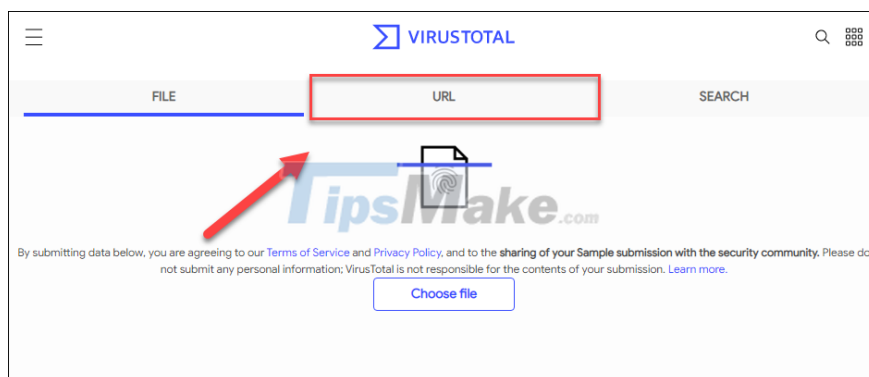 VIRUSTOTAL
FILE
URL
SEARCH
TipsMake.com
By submitting data below, you are agreeing to our Terms of Service and Privacy Policy, and to the sharing of your Sample submission with the security community. Please do
not submit any personal information; VirusTotal is not responsible for the contents of your submission. Learn more.
Choose file